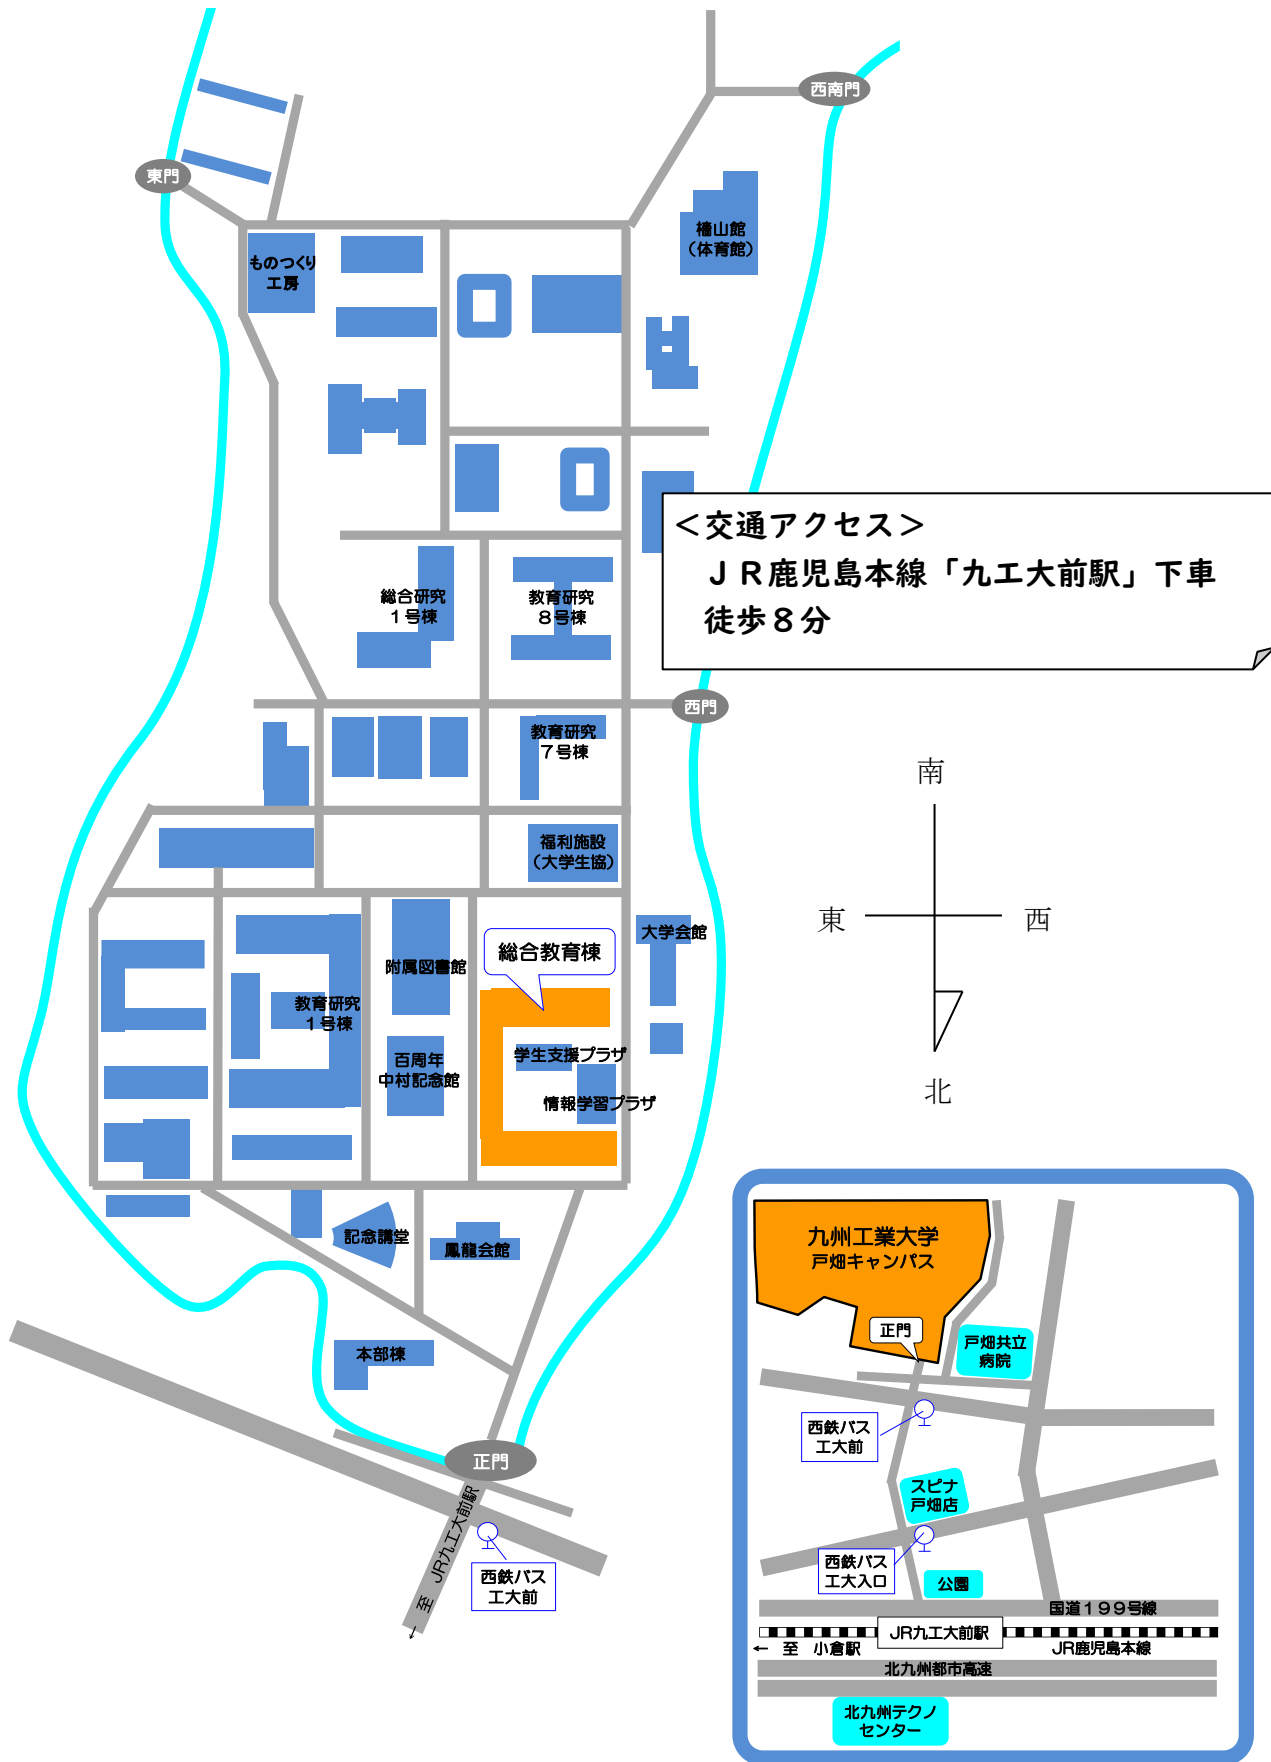 西南門
東門
ものつくり
工房
樋山館
（体育館）
＜交通アクセス＞
ＪＲ鹿児島本線「九工大前駅」下車
徒歩８分
総合研究
１号棟
教育研究
８号棟
西門
教育研究
７号棟
福利施設
（大学生協）
南
東
西
北
大学会館
総合教育棟
附属図書館
教育研究
１号棟
百周年
中村記念館
学生支援プラザ
情報学習プラザ
記念講堂
鳳龍会館
本部棟
正門
至　JR九工大前駅
←
西鉄バス
工大前
九州工業大学
戸畑キャンパス
正門
戸畑共立
病院
西鉄バス
工大前
スピナ
戸畑店
西鉄バス
工大入口
公園
国道１９９号線
JR九工大前駅
←　至　小倉駅
JR鹿児島本線
北九州都市高速
北九州テクノ
センター